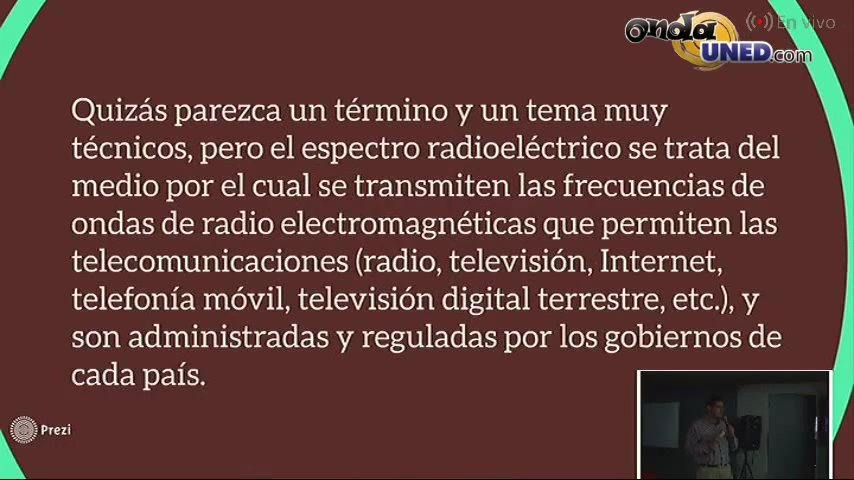 onda
UNED.com
En vivo
Quizás parezca un término y un tema muy
técnicos, pero el espectro radioeléctrico se trata del
medio por el cual se transmiten las frecuencias de
ondas de radio electromagnéticas que permiten las
telecomunicaciones (radio, televisión, Internet,
telefonía móvil, televisión digital terrestre, etc.), y
son administradas y reguladas por los gobiernos de
cada país.
Prezi